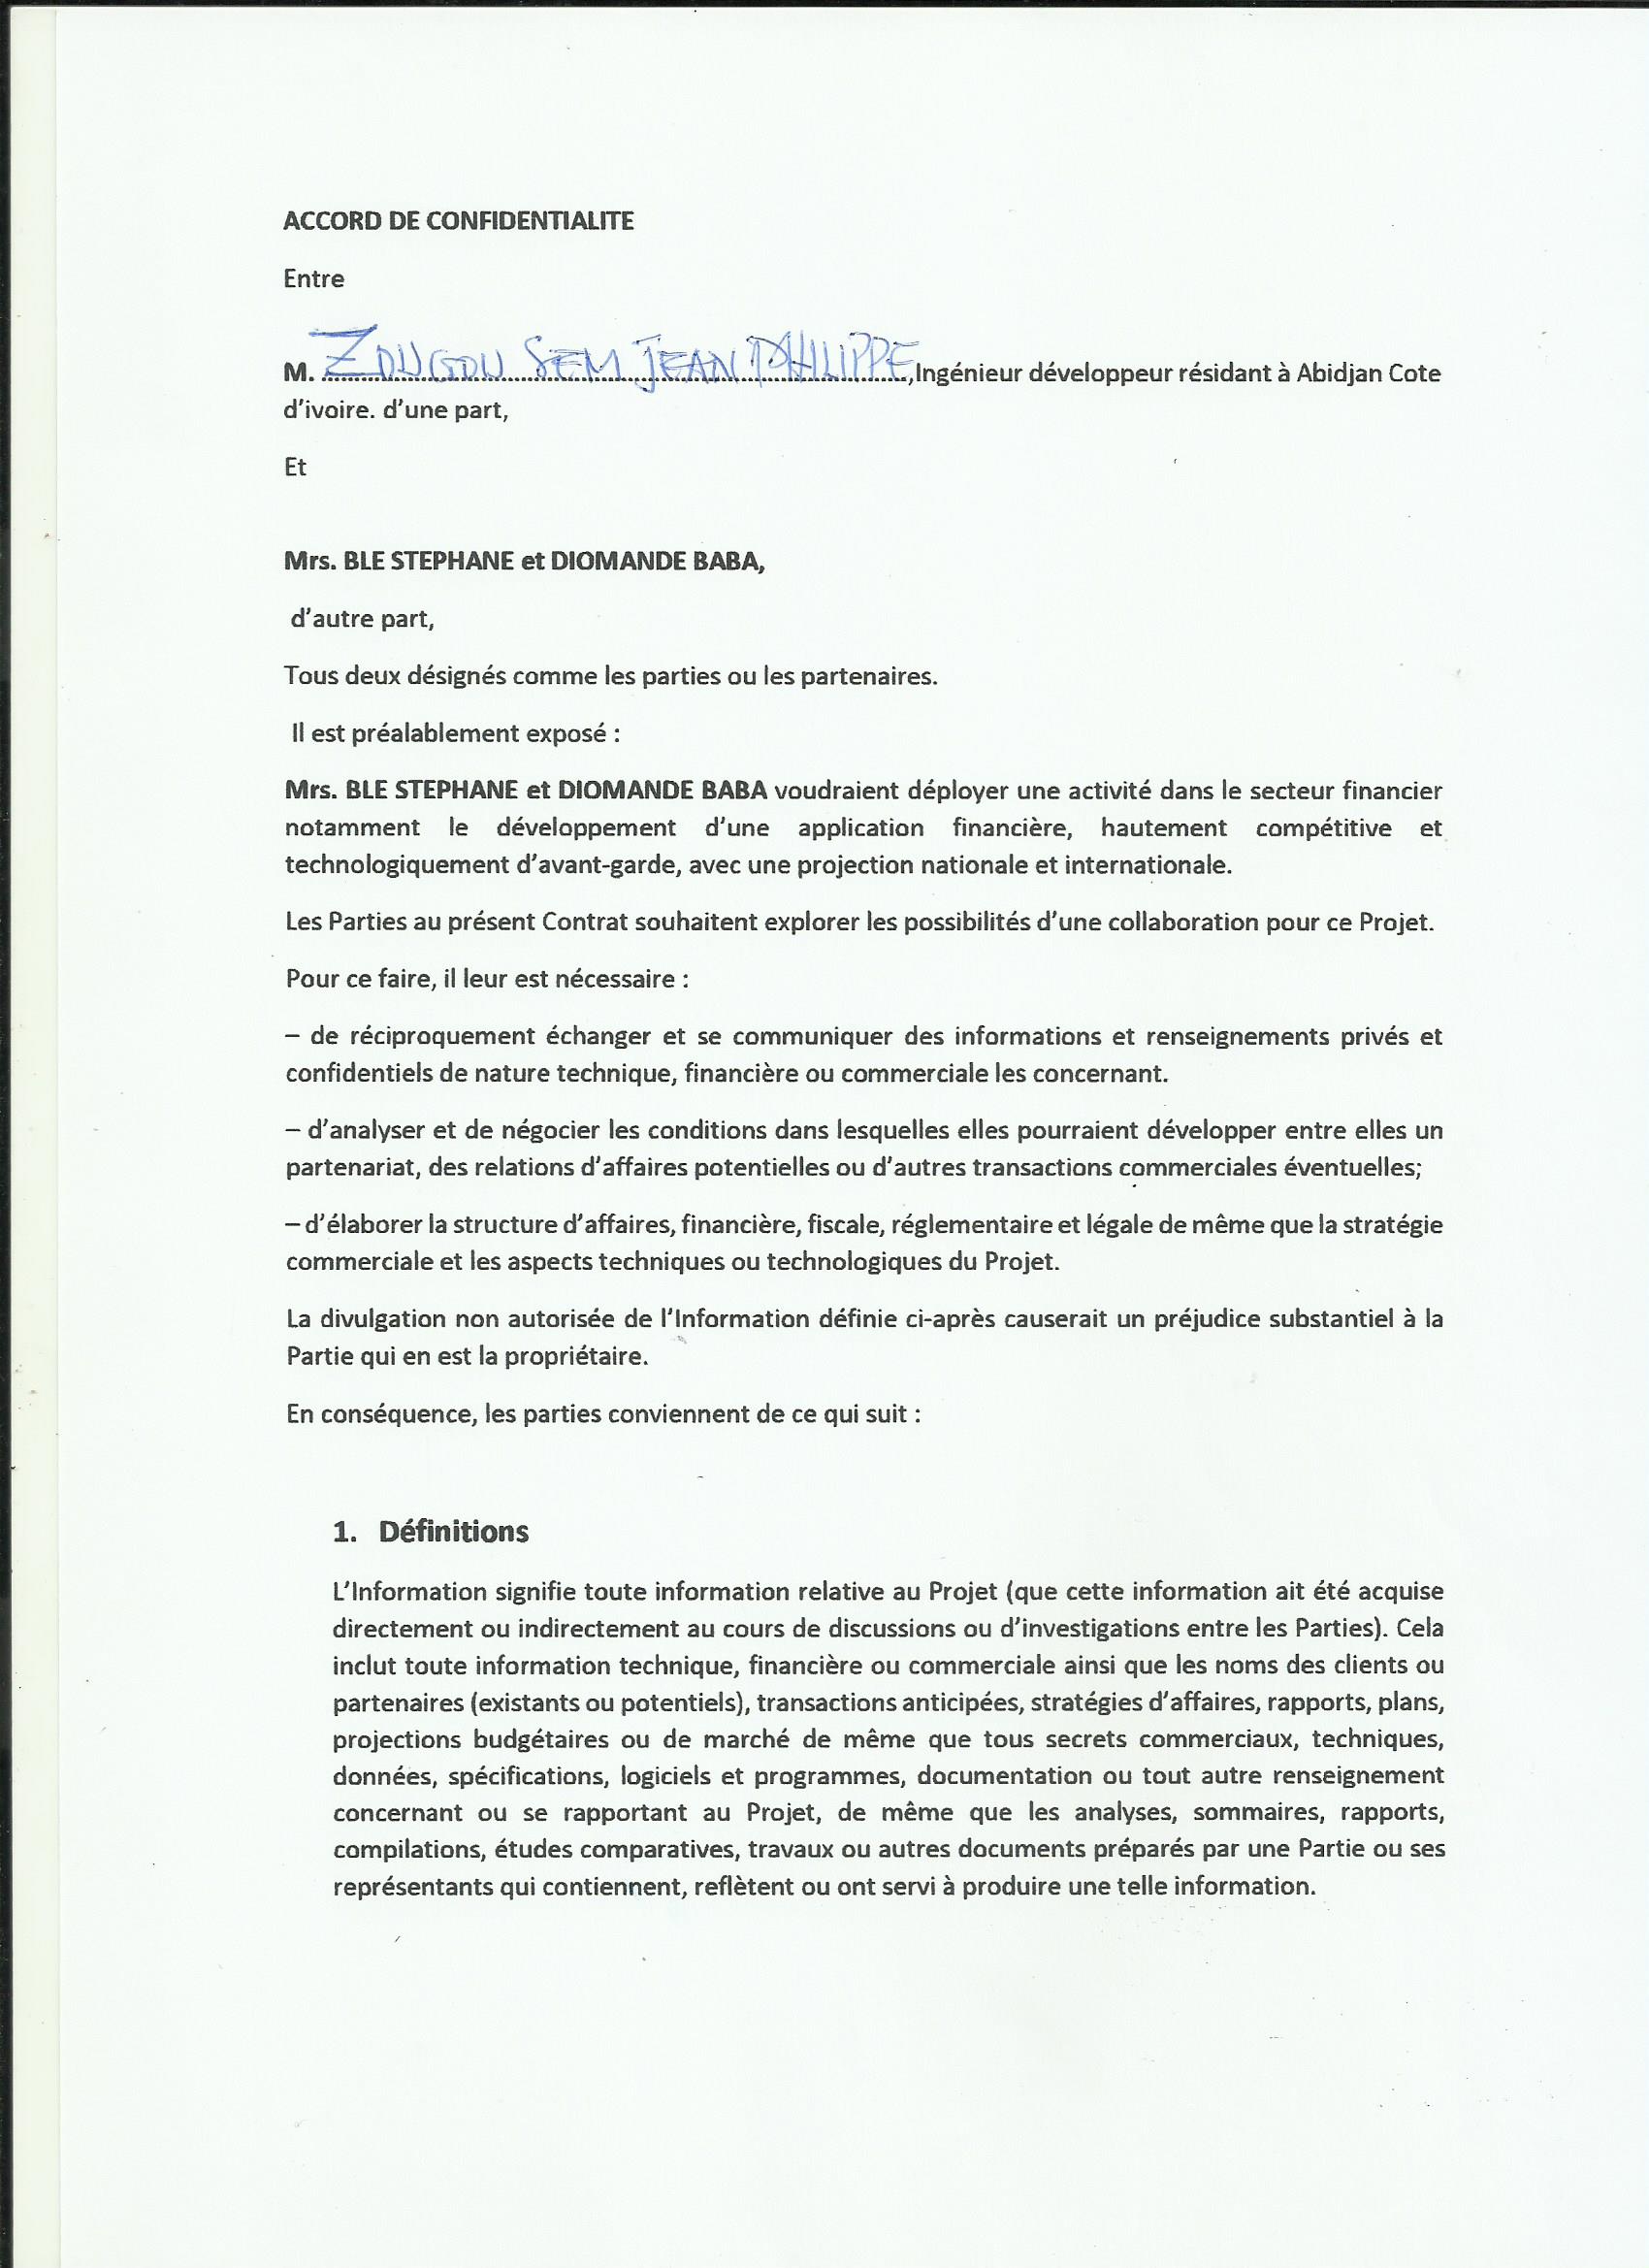 ACCORD DE CONFIDENTIALITE
Entre
M. ZOUGOU SEM JEAN PHILIPPE,Ingénieur développeur résidant à Abidjan Cote
d'ivoire. d'une part,
Et
Mrs. BLE STEPHANE et DIOMANDE BABA,
d'autre part,
Tous deux désignés comme les parties ou les partenaires.
Il est préalablement exposé :
Mrs. BLE STEPHANE et DIOMANDE BABA voudraient déployer une activité dans le secteur financier
notamment le développement d'une application financière, hautement compétitive et
technologiquement d'avant-garde, avec une projection nationale et internationale.
Les Parties au présent Contrat souhaitent explorer les possibilités d'une collaboration pour ce Projet.
Pour ce faire, il leur est nécessaire :
– de réciproquement échanger et se communiquer des informations et renseignements privés et
confidentiels de nature technique, financière ou commerciale les concernant.
– d'analyser et de négocier les conditions dans lesquelles elles pourraient développer entre elles un
partenariat, des relations d'affaires potentielles ou d'autres transactions commerciales éventuelles;
– d'élaborer la structure d'affaires, financière, fiscale, réglementaire et légale de même que la stratégie
commerciale et les aspects techniques ou technologiques du Projet.
La divulgation non autorisée de l'Information définie ci-après causerait un préjudice substantiel à la
Partie qui en est la propriétaire.
En conséquence, les parties conviennent de ce qui suit :
1. Définitions
L'Information signifie toute information relative au Projet (que cette information ait été acquise
directement ou indirectement au cours de discussions ou d'investigations entre les Parties). Cela
inclut toute information technique, financière ou commerciale ainsi que les noms des clients ou
partenaires (existants ou potentiels), transactions anticipées, stratégies d'affaires, rapports, plans,
projections budgétaires ou de marché de même que tous secrets commerciaux, techniques,
données, spécifications, logiciels et programmes, documentation ou tout autre renseignement
concernant ou se rapportant au Projet, de même que les analyses, sommaires, rapports,
compilations, études comparatives, travaux ou autres documents préparés par une Partie ou ses
représentants qui contiennent, reflètent ou ont servi à produire une telle information.